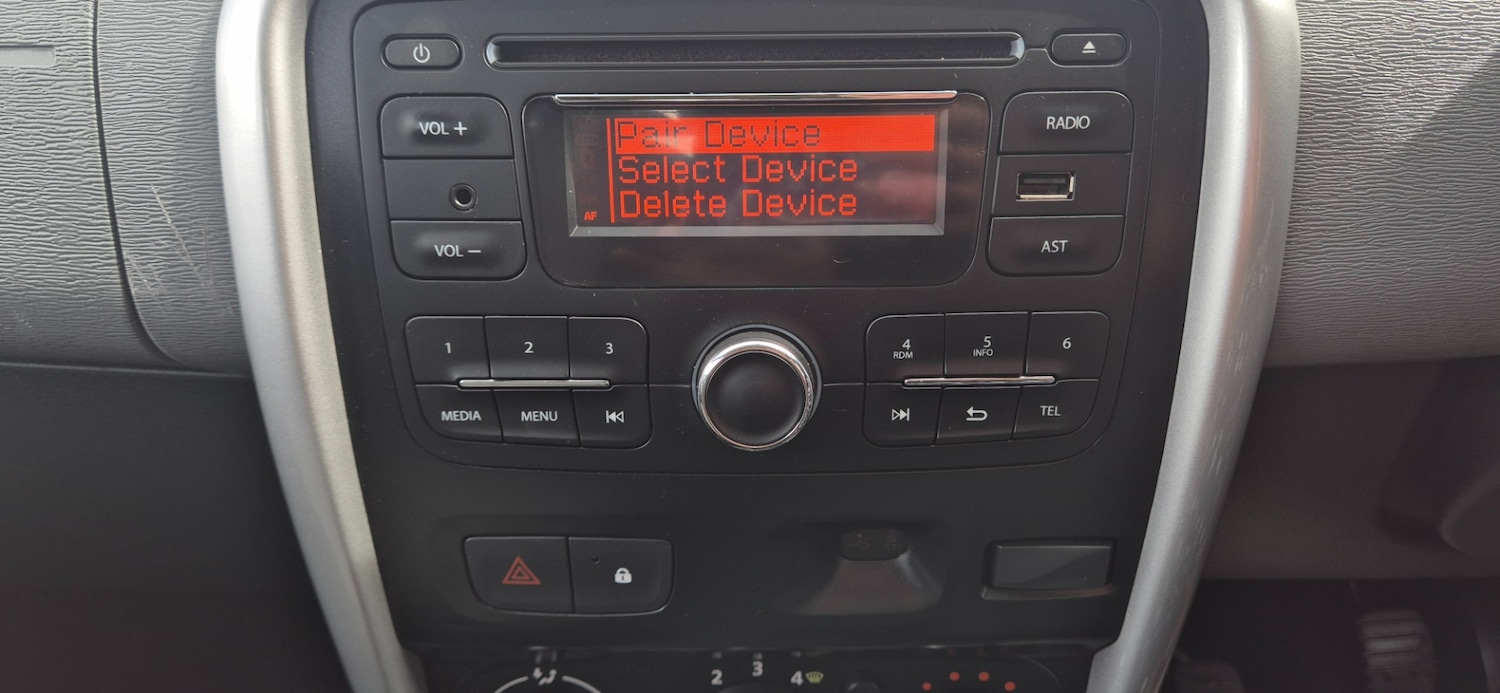 VOL +
RADIO
Pair Device
Select Device
Delete Device
AF
VOL −
AST
1
2
3
4
RDM
5
INFO
6
MEDIA
MENU
TEL
2
3
4